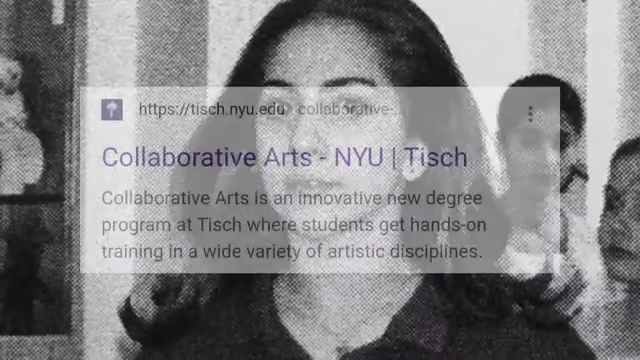 https://tisch.nyu.edu › collaborative-...
Collaborative Arts - NYU | Tisch
Collaborative Arts is an innovative new degree
program at Tisch where students get hands-on
training in a wide variety of artistic disciplines.